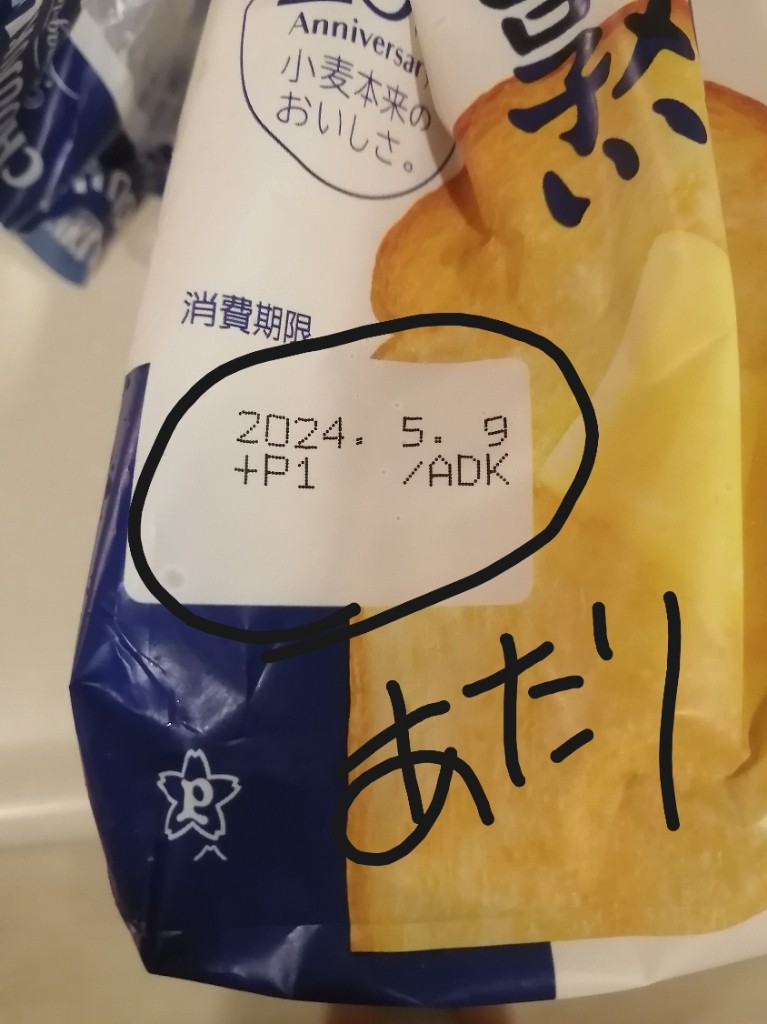 Anniversary
小麦本来の
おいしさ。
消費期限
2024. 5. 9
+P1 /ADK
あたり